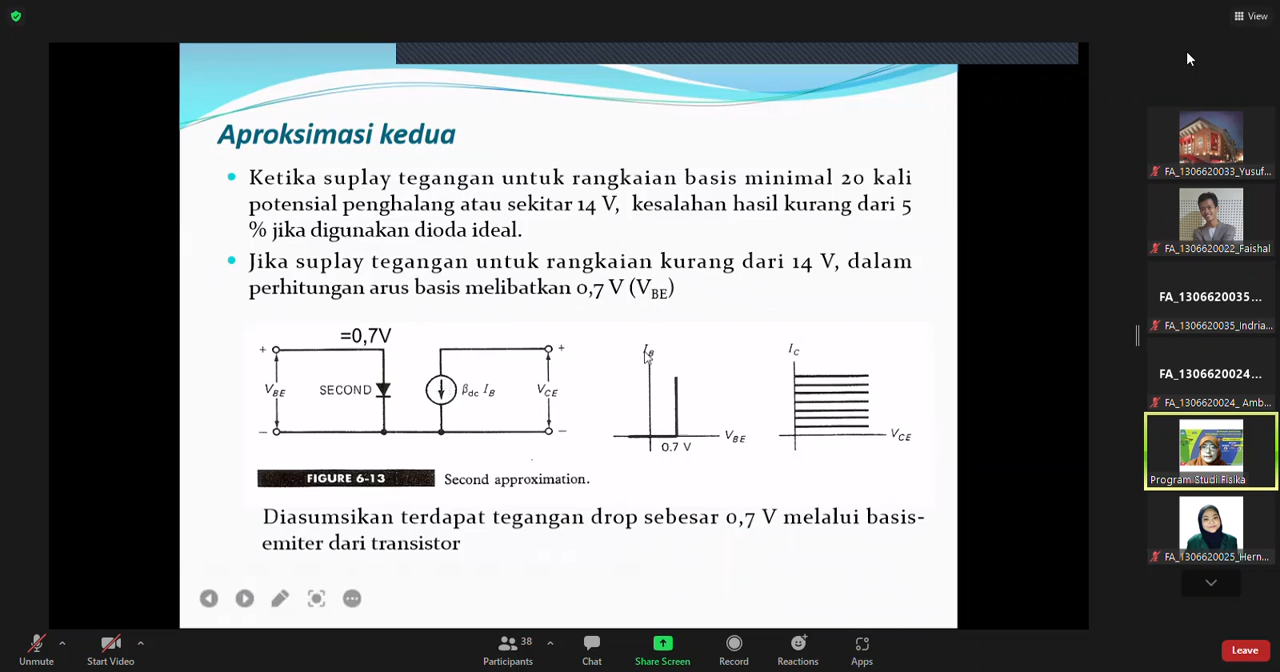 View
Aproksimasi kedua
Ketika suplay tegangan untuk rangkaian basis minimal 20 kali
potensial penghalang atau sekitar 14 V, kesalahan hasil kurang dari 5
% jika digunakan dioda ideal.
Jika suplay tegangan untuk rangkaian kurang dari 14 V, dalam
perhitungan arus basis melibatkan 0,7 V (VBE)
=0,7V
+
+
VBE
SECOND
βdc IB
VCE
−
−
IB
VBE
0.7 V
IC
VCE
FIGURE 6-13 Second approximation.
Diasumsikan terdapat tegangan drop sebesar 0,7 V melalui basis-
emiter dari transistor
FA_1306620033_Yusuf...
FA_1306620022_Faishal
FA_1306620035...
FA_1306620035_Indria...
FA_1306620024...
FA_1306620024_ Amb...
Program Studi Fisika
FA_1306620025_Hern...
Unmute
Start Video
Participants
38
Chat
Share Screen
Record
Reactions
Apps
Leave